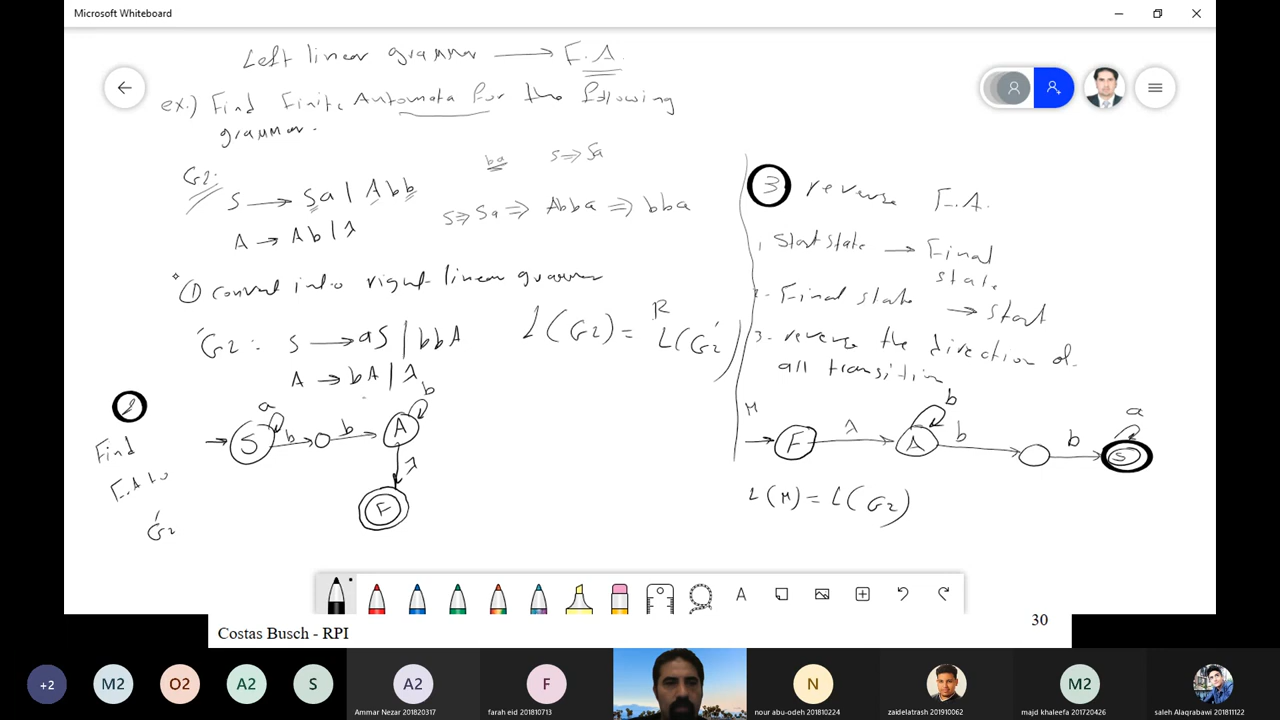 Microsoft Whiteboard
Left linear grammar → F.A.
ex.) Find Finite Automata for the following
grammar.
G2:
S → Sa | Abb
A → Ab | λ
ba S ⇒ Sa
S ⇒ Sa ⇒ Abba ⇒ bba
① convert into right-linear grammar
G2' : S → aS | bbA
A → bA | λ
L(G2) = L(G2')ᴿ
2
Find
F.A to
G2'
a
b
S b b A
λ
F
3 reverse F.A.
1. Start state → Final
state.
2. Final state
→ start
3. reverse the direction of
all transition
M
b
a
F λ A b b S
L(M) = L(G2)
A
Costas Busch - RPI
30
+2 M2 O2 A2 S A2 F N M2
Ammar Nezar 201820317
farah eid 201810713
nour abu-odeh 201810224
zaidelatrash 201910062
majd khaleefa 201720426
saleh Alaqrabawi 201811122